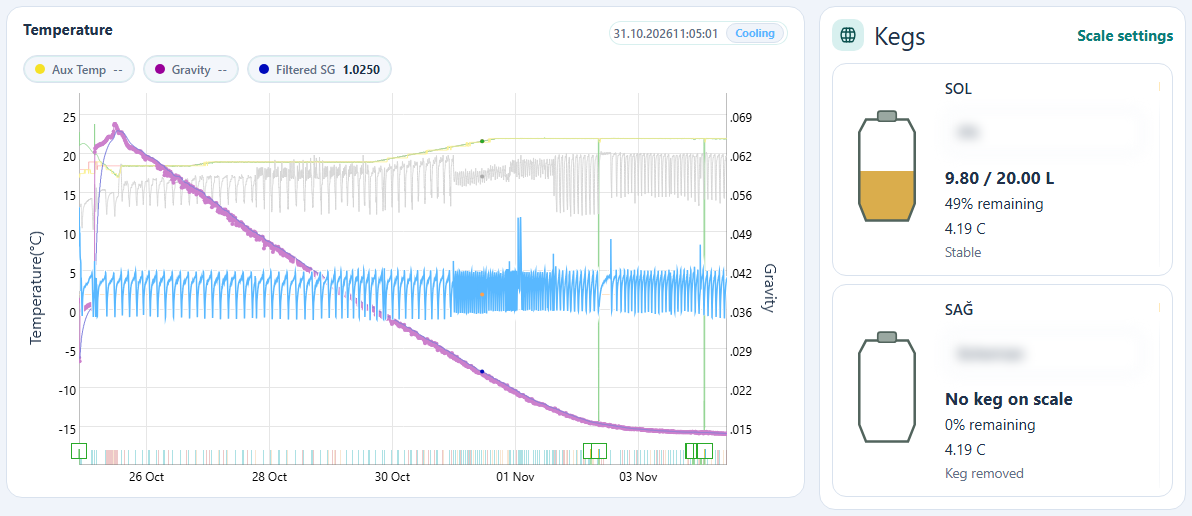 Temperature
31.10.202611:05:01 Cooling
Aux Temp -- Gravity -- Filtered SG 1.0250
Temperature(°C)
25
20
15
10
5
0
-5
-10
-15
.069
.062
.056
.049
.042
.036
.029
.022
.015
Gravity
26 Oct 28 Oct 30 Oct 01 Nov 03 Nov
Kegs Scale settings
SOL
9.80 / 20.00 L
49% remaining
4.19 C
Stable
SAĞ
No keg on scale
0% remaining
4.19 C
Keg removed